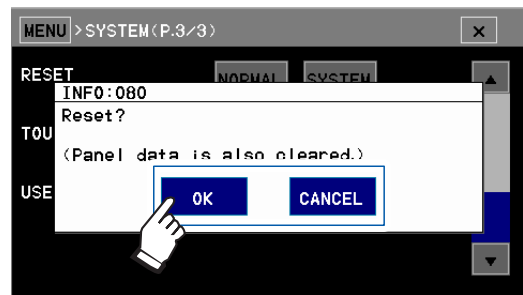 MENU >SYSTEM(P.3/3) ×
RESET NORMAL SYSTEM ▲
INFO:080
Reset?
TOU
(Panel data is also cleared.)
USE
OK CANCEL
▼